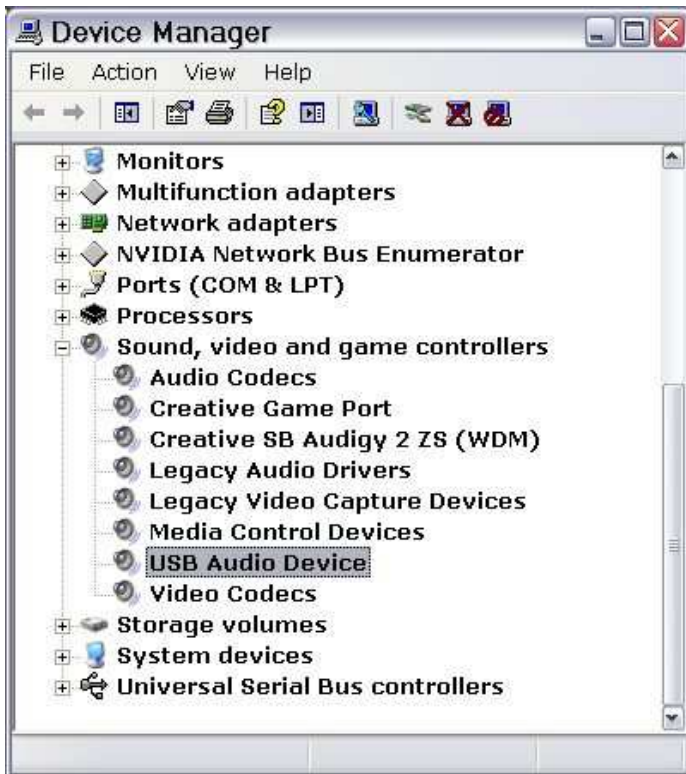 Device Manager
File Action View Help
Monitors
Multifunction adapters
Network adapters
NVIDIA Network Bus Enumerator
Ports (COM & LPT)
Processors
Sound, video and game controllers
Audio Codecs
Creative Game Port
Creative SB Audigy 2 ZS (WDM)
Legacy Audio Drivers
Legacy Video Capture Devices
Media Control Devices
USB Audio Device
Video Codecs
Storage volumes
System devices
Universal Serial Bus controllers